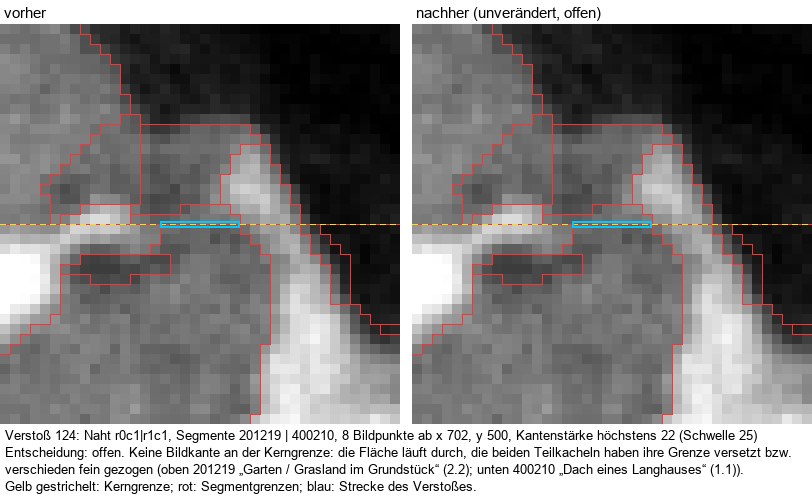 vorher
nachher (unverändert, offen)
Verstoß 124: Naht r0c1|r1c1, Segmente 201219 | 400210, 8 Bildpunkte ab x 702, y 500, Kantenstärke höchstens 22 (Schwelle 25)
Entscheidung: offen. Keine Bildkante an der Kerngrenze: die Fläche läuft durch, die beiden Teilkacheln haben ihre Grenze versetzt bzw.
verschieden fein gezogen (oben 201219 „Garten / Grasland im Grundstück“ (2.2); unten 400210 „Dach eines Langhauses“ (1.1)).
Gelb gestrichelt: Kerngrenze; rot: Segmentgrenzen; blau: Strecke des Verstoßes.